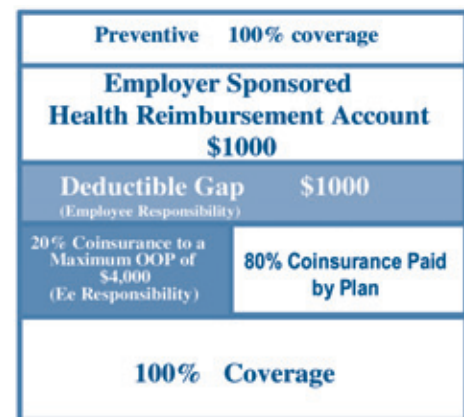 Preventive 100% coverage
Employer Sponsored
Health Reimbursement Account
$1000
Deductible Gap $1000
(Employee Responsibility)
20% Coinsurance to a
Maximum OOP of
$4,000
(Ee Responsibility)
80% Coinsurance Paid
by Plan
100% Coverage